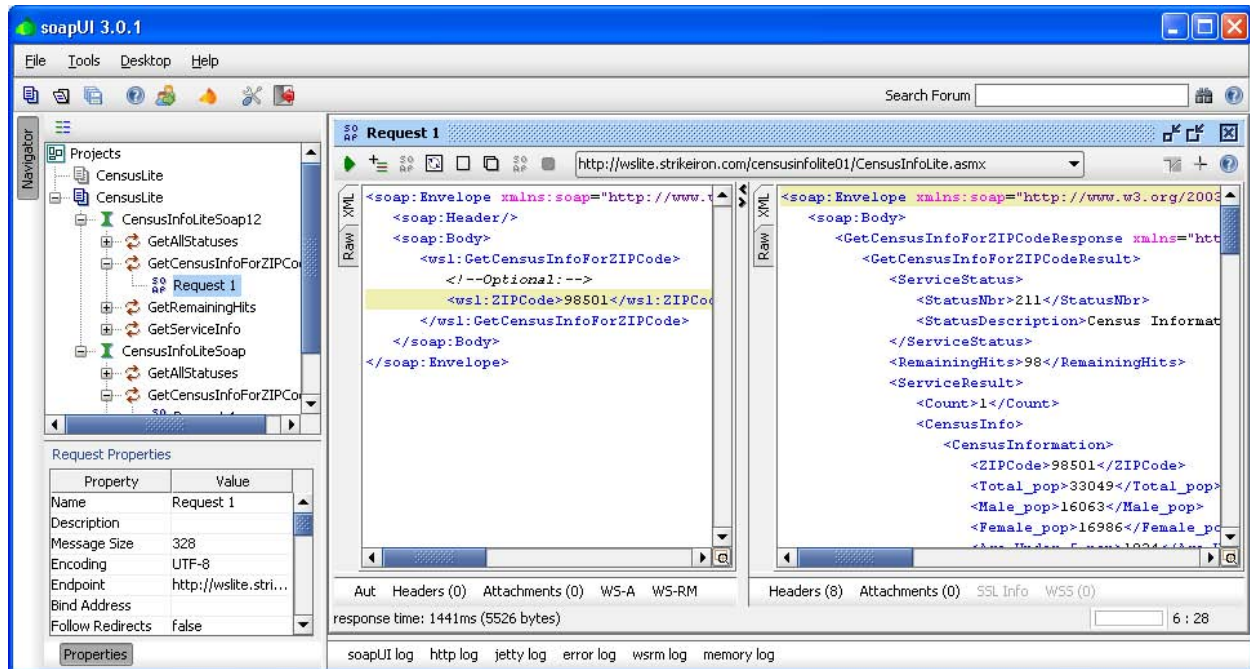 soapUI 3.0.1
File Tools Desktop Help
Search Forum
Navigator
Projects
CensusLite
CensusLite
CensusInfoLiteSoap12
GetAllStatuses
GetCensusInfoForZIPCo
Request 1
GetRemainingHits
GetServiceInfo
CensusInfoLiteSoap
GetAllStatuses
GetCensusInfoForZIPCo
Request Properties
Property Value
Name Request 1
Description
Message Size 328
Encoding UTF-8
Endpoint http://wslite.stri...
Bind Address
Follow Redirects false
Properties
SOAP Request 1
http://wslite.strikeiron.com/censusinfolite01/CensusInfoLite.asmx
XML
Raw
<soap:Envelope xmlns:soap="http://www.
<soap:Header/>
<soap:Body>
<wsl:GetCensusInfoForZIPCode>
<!--Optional:-->
<wsl:ZIPCode>98501</wsl:ZIPCo
</wsl:GetCensusInfoForZIPCode>
</soap:Body>
</soap:Envelope>
Aut Headers (0) Attachments (0) WS-A WS-RM
XML
Raw
<soap:Envelope xmlns:soap="http://www.w3.org/2003
<soap:Body>
<GetCensusInfoForZIPCodeResponse xmlns="htt
<GetCensusInfoForZIPCodeResult>
<ServiceStatus>
<StatusNbr>211</StatusNbr>
<StatusDescription>Census Informat
</ServiceStatus>
<RemainingHits>98</RemainingHits>
<ServiceResult>
<Count>1</Count>
<CensusInfo>
<CensusInformation>
<ZIPCode>98501</ZIPCode>
<Total_pop>33049</Total_pop>
<Male_pop>16063</Male_pop>
<Female_pop>16986</Female_po
Headers (8) Attachments (0) SSL Info WSS (0)
response time: 1441ms (5526 bytes)
6 : 28
soapUI log http log jetty log error log wsrm log memory log